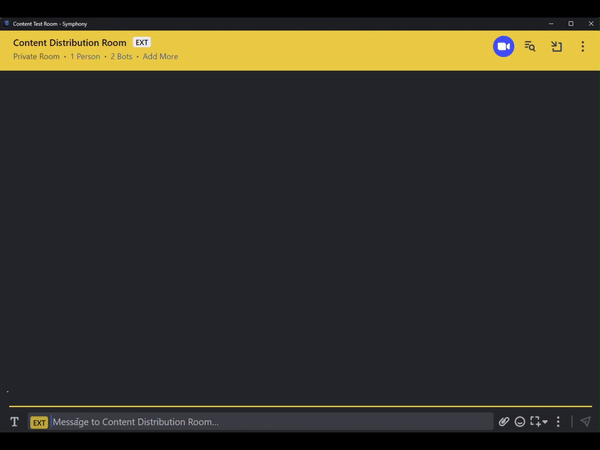 Content Test Room - Symphony
Content Distribution Room EXT
Private Room • 1 Person • 2 Bots • Add More
T EXT Message to Content Distribution Room...